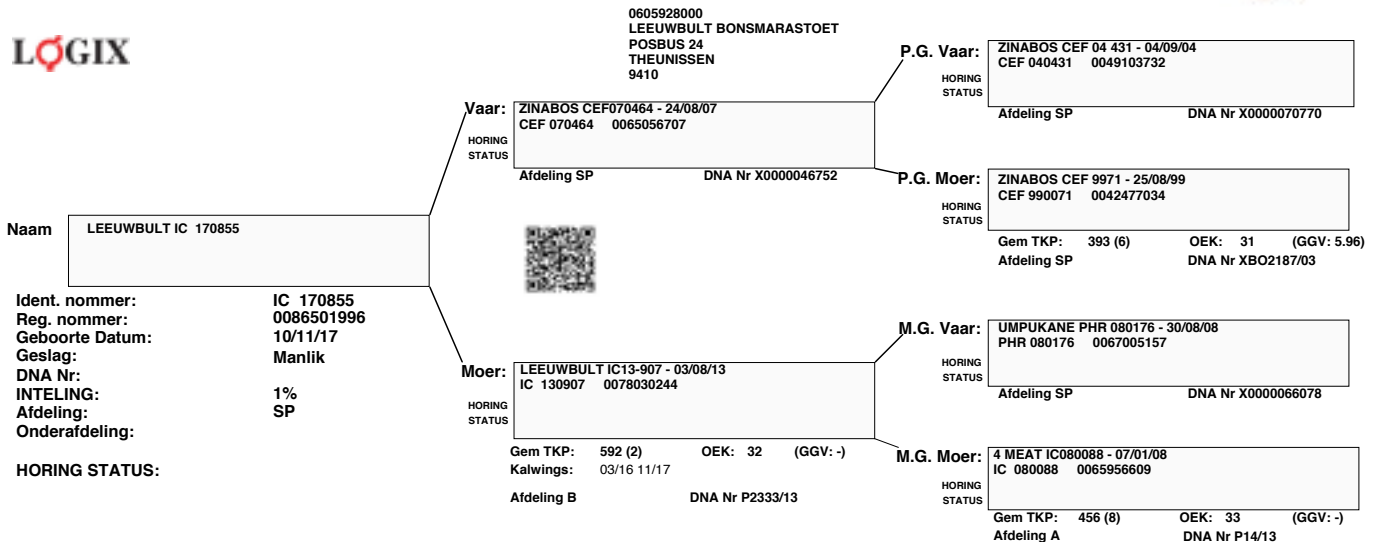 LOGIX
0605928000
LEEUWBULT BONSMARASTOET
POSBUS 24
THEUNISSEN
9410
Naam
LEEUWBULT IC 170855
Ident. nommer: IC 170855
Reg. nommer: 0086501996
Geboorte Datum: 10/11/17
Geslag: Manlik
DNA Nr:
INTELING: 1%
Afdeling: SP
Onderafdeling:
HORING STATUS:
Vaar: ZINABOS CEF070464 - 24/08/07
CEF 070464 0065056707
HORING
STATUS
Afdeling SP DNA Nr X0000046752
Moer: LEEUWBULT IC13-907 - 03/08/13
IC 130907 0078030244
HORING
STATUS
Gem TKP: 592 (2) OEK: 32 (GGV: -)
Kalwings: 03/16 11/17
Afdeling B DNA Nr P2333/13
P.G. Vaar: ZINABOS CEF 04 431 - 04/09/04
CEF 040431 0049103732
HORING
STATUS
Afdeling SP DNA Nr X0000070770
P.G. Moer: ZINABOS CEF 9971 - 25/08/99
CEF 990071 0042477034
HORING
STATUS
Gem TKP: 393 (6) OEK: 31 (GGV: 5.96)
Afdeling SP DNA Nr XBO2187/03
M.G. Vaar: UMPUKANE PHR 080176 - 30/08/08
PHR 080176 0067005157
HORING
STATUS
Afdeling SP DNA Nr X0000066078
M.G. Moer: 4 MEAT IC080088 - 07/01/08
IC 080088 0065956609
HORING
STATUS
Gem TKP: 456 (8) OEK: 33 (GGV: -)
Afdeling A DNA Nr P14/13